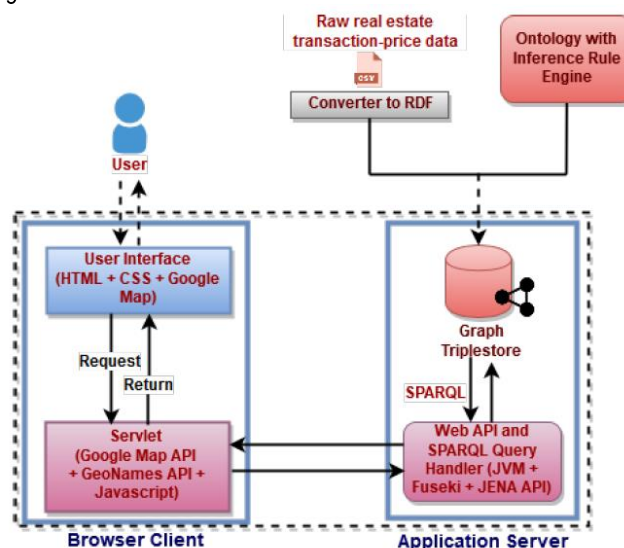 Raw real estate
transaction-price data
CSV
Converter to RDF
Ontology with
Inference Rule
Engine
User
User Interface
(HTML + CSS + Google
Map)
Request
Return
Servlet
(Google Map API
+ GeoNames API +
Javascript)
Browser Client
Graph
Triplestore
SPARQL
Web API and
SPARQL Query
Handler (JVM +
Fuseki + JENA API)
Application Server